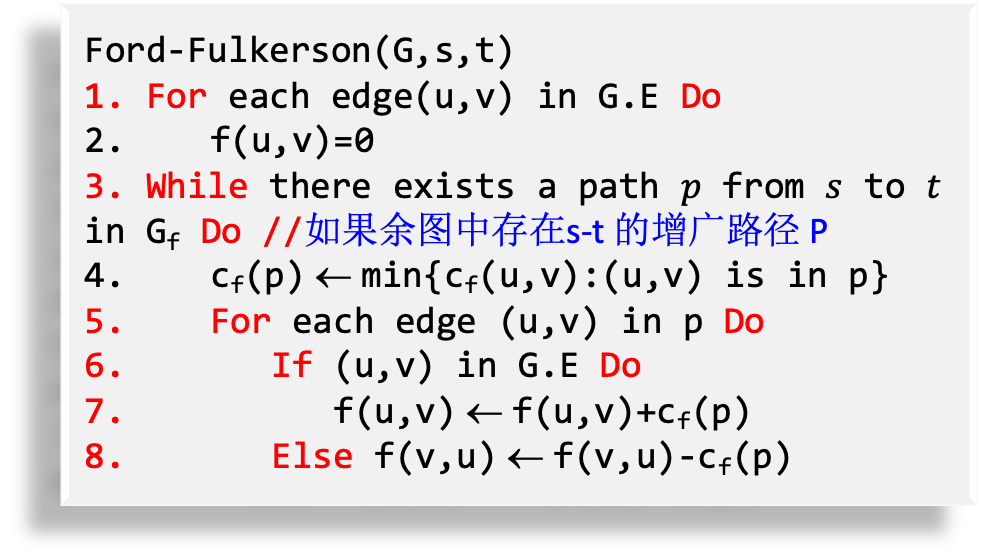 Ford-Fulkerson(G,s,t)
1. For each edge(u,v) in G.E Do
2. f(u,v)=0
3. While there exists a path p from s to t
in Gf Do //如果余图中存在s-t 的增广路径 P
4. cf(p)←min{cf(u,v):(u,v) is in p}
5. For each edge (u,v) in p Do
6. If (u,v) in G.E Do
7. f(u,v)←f(u,v)+cf(p)
8. Else f(v,u)←f(v,u)-cf(p)